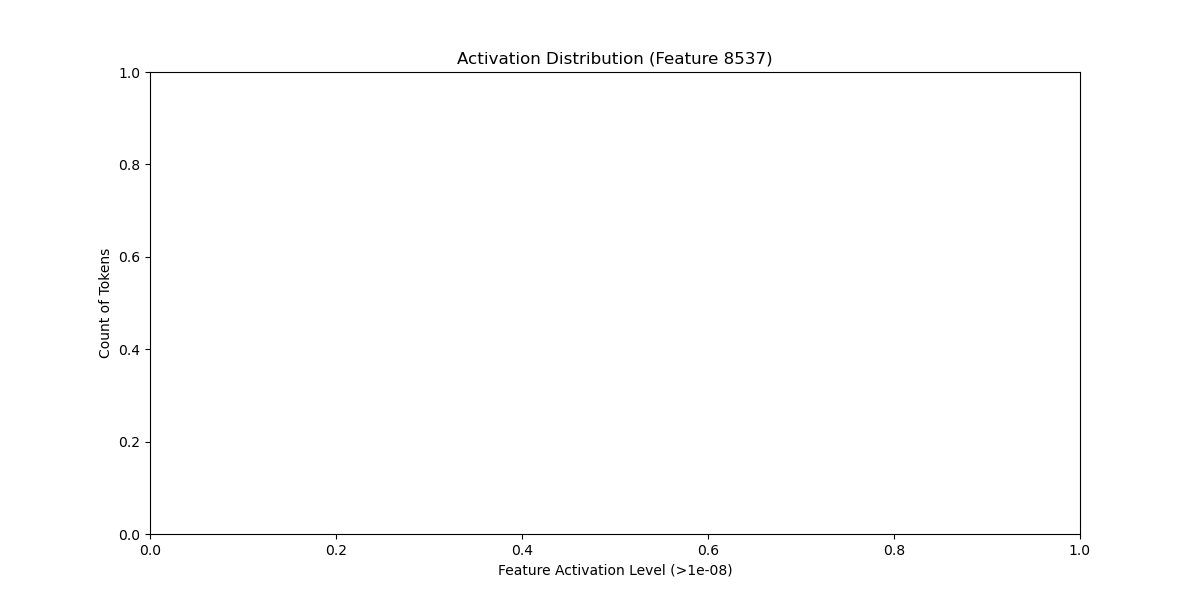 Activation Distribution (Feature 8537)
1.0
0.8
0.6
0.4
0.2
0.0
Count of Tokens
0.0 0.2 0.4 0.6 0.8 1.0
Feature Activation Level (>1e-08)